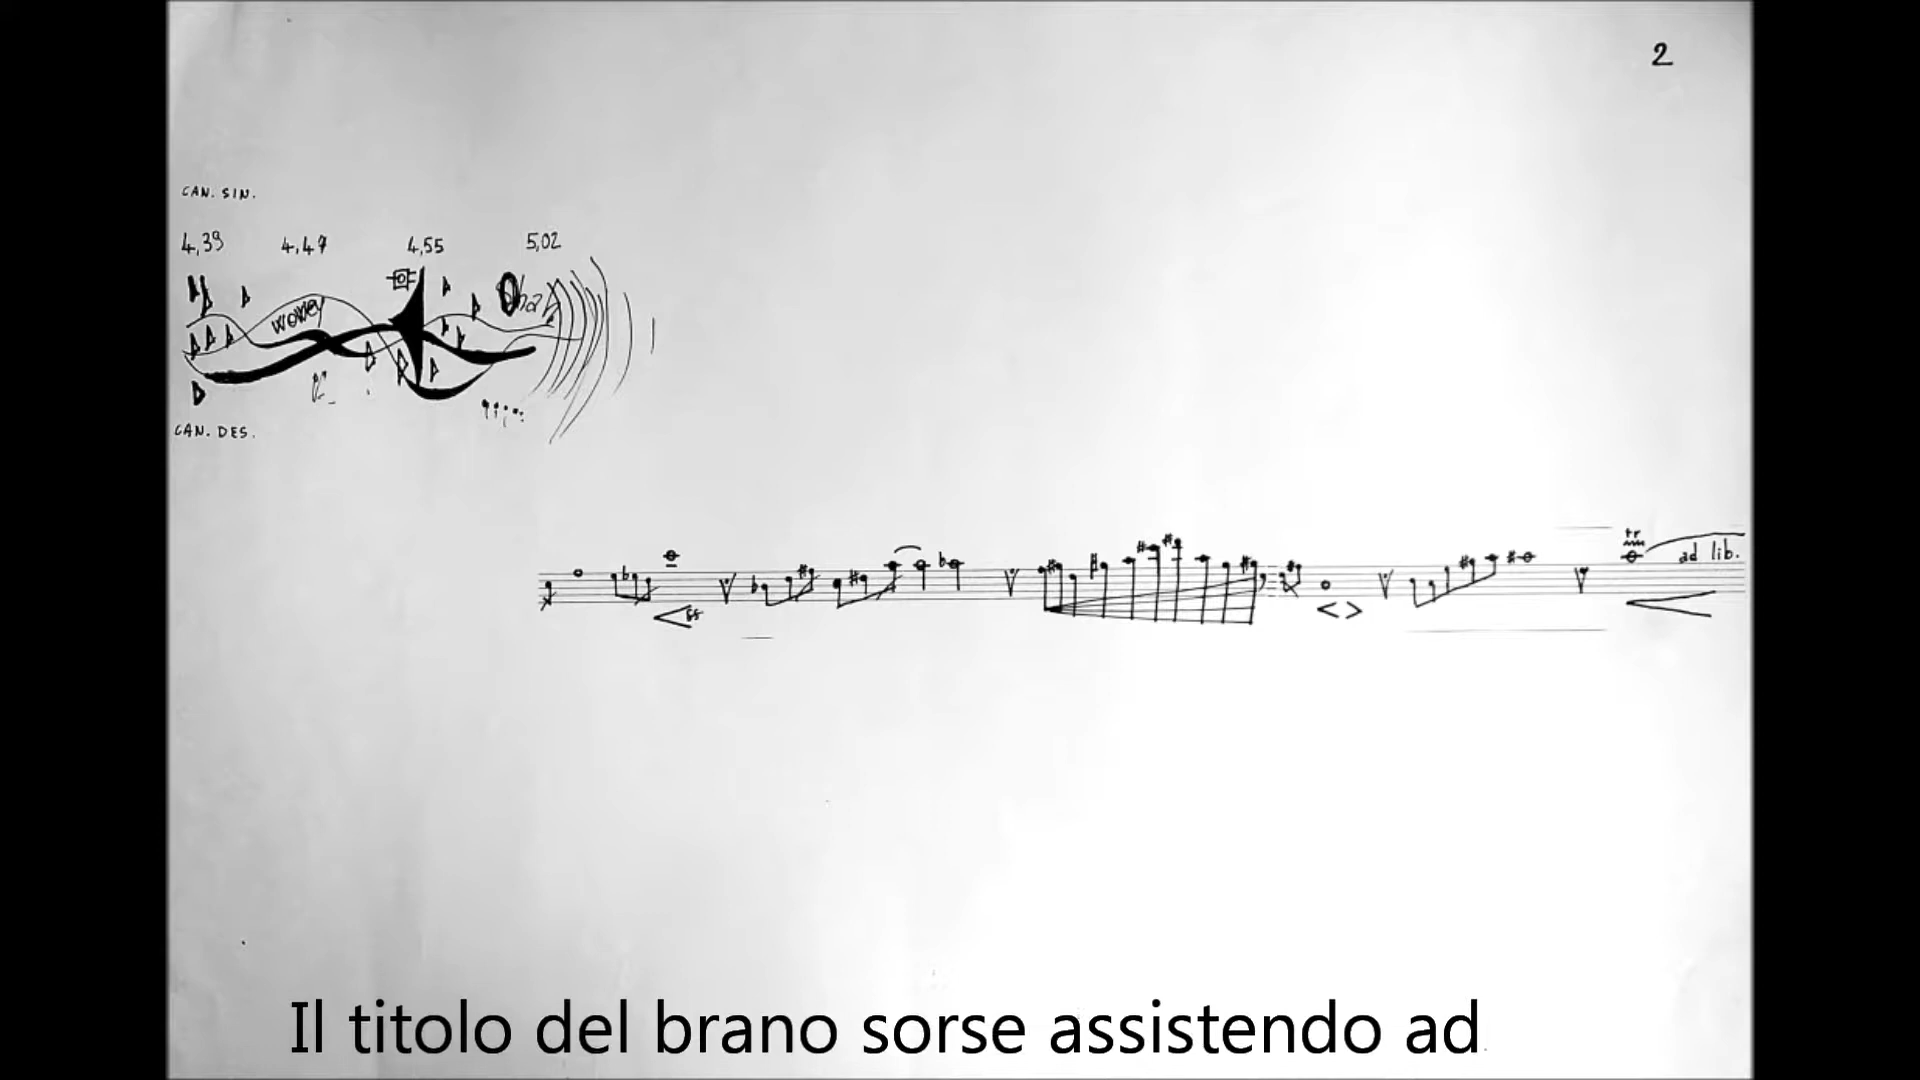 2
CAN. SIN.
4,39 4,47 4,55 5,02
money
CAN. DES.
tr
ad lib.
Il titolo del brano sorse assistendo ad